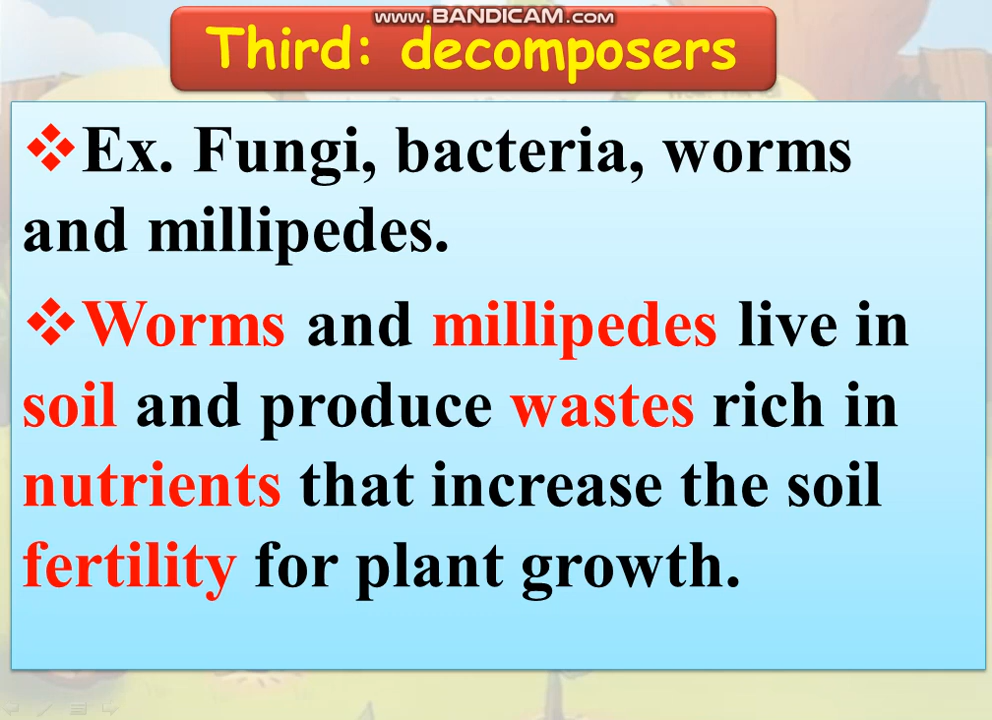 www.BANDICAM.com
Third: decomposers
❖Ex. Fungi, bacteria, worms
and millipedes.
❖Worms and millipedes live in
soil and produce wastes rich in
nutrients that increase the soil
fertility for plant growth.